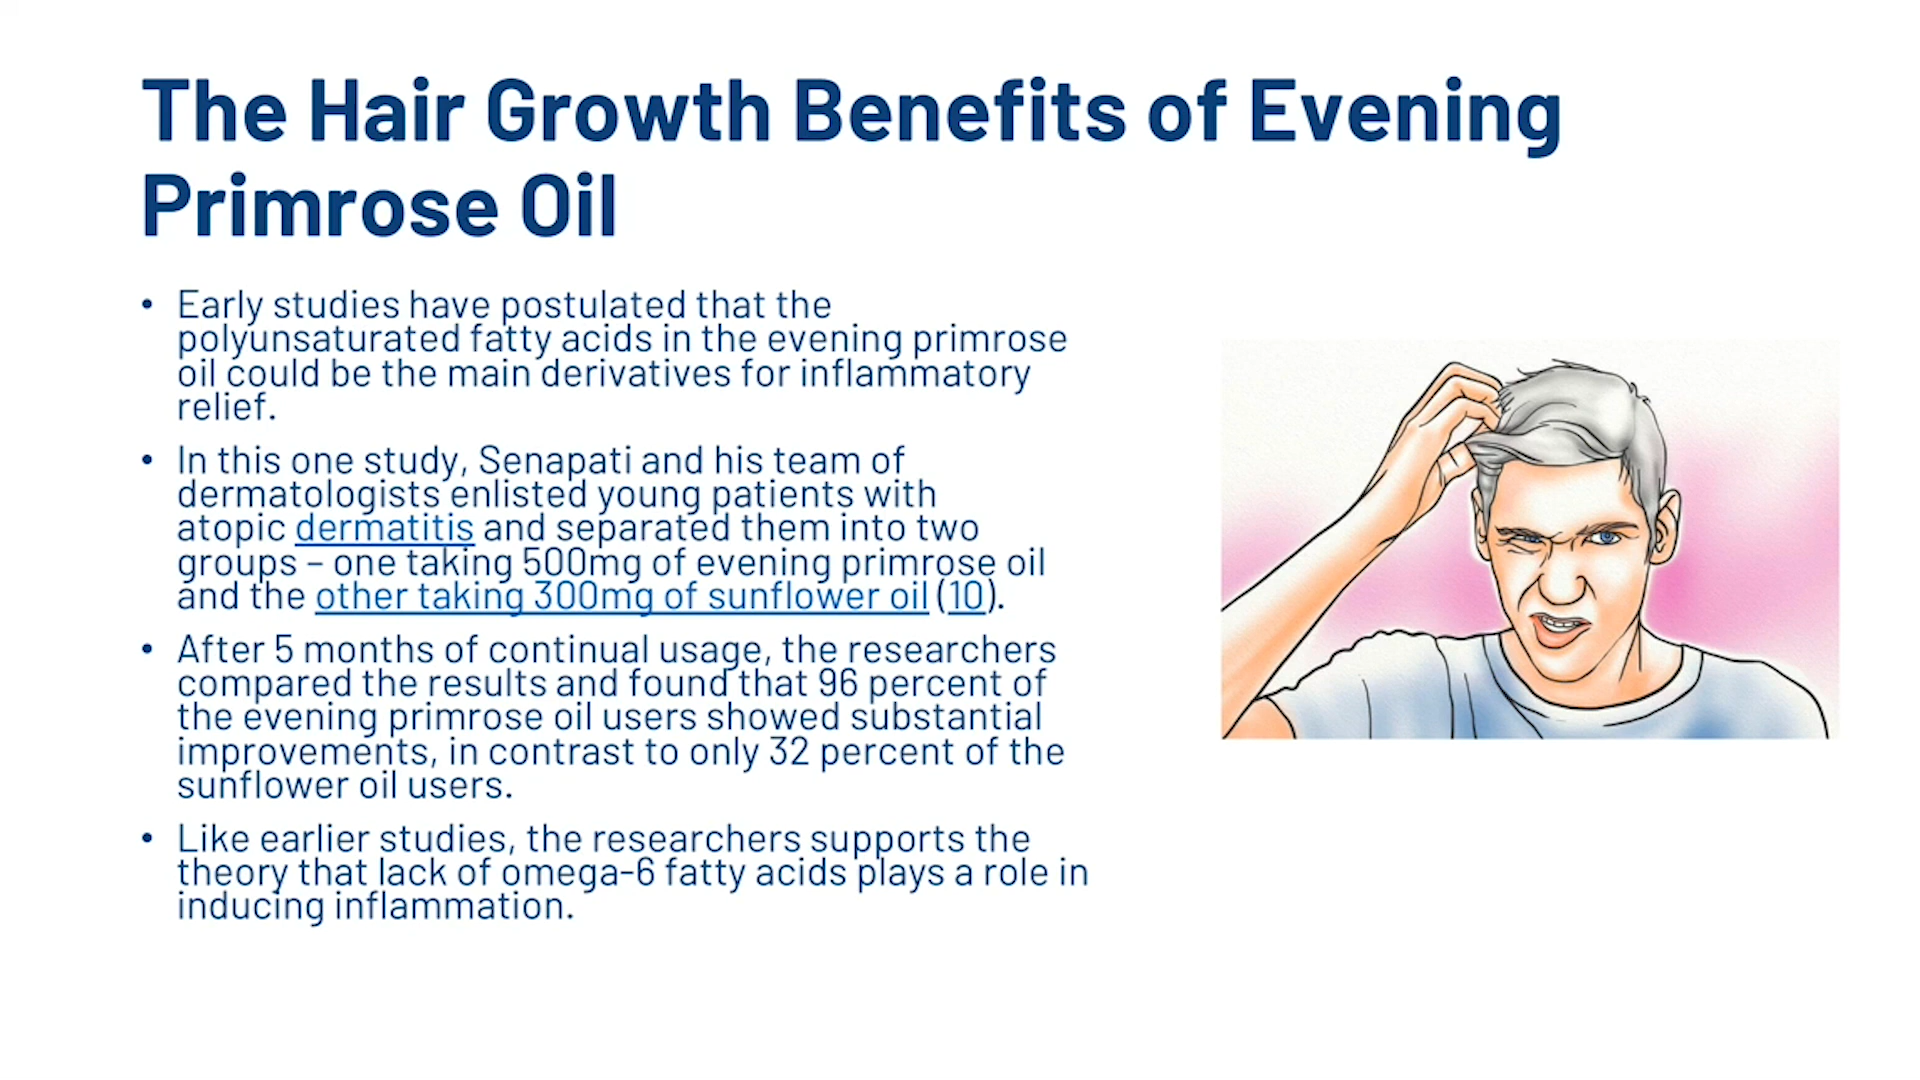 The Hair Growth Benefits of Evening
Primrose Oil
• Early studies have postulated that the
polyunsaturated fatty acids in the evening primrose
oil could be the main derivatives for inflammatory
relief.
• In this one study, Senapati and his team of
dermatologists enlisted young patients with
atopic dermatitis and separated them into two
groups – one taking 500mg of evening primrose oil
and the other taking 300mg of sunflower oil (10).
• After 5 months of continual usage, the researchers
compared the results and found that 96 percent of
the evening primrose oil users showed substantial
improvements, in contrast to only 32 percent of the
sunflower oil users.
• Like earlier studies, the researchers supports the
theory that lack of omega-6 fatty acids plays a role in
inducing inflammation.